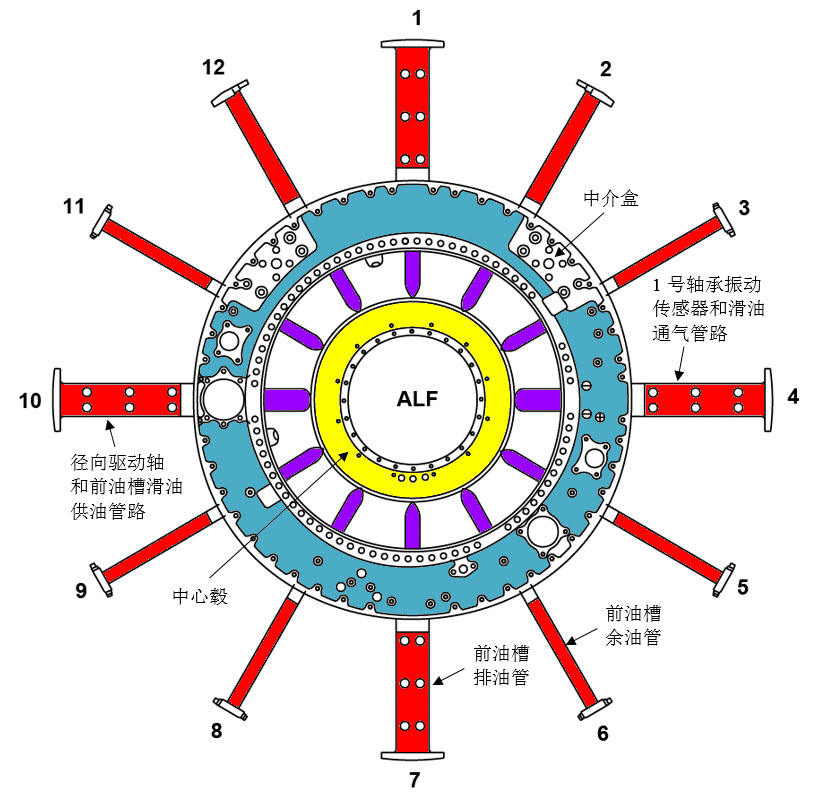 1
2
12
中介盒
11
3
1 号轴承振动
传感器和滑油
通气管路
ALF
10
4
径向驱动轴
和前油槽滑油
供油管路
9
中心毂
5
前油槽
余油管
前油槽
排油管
8
6
7